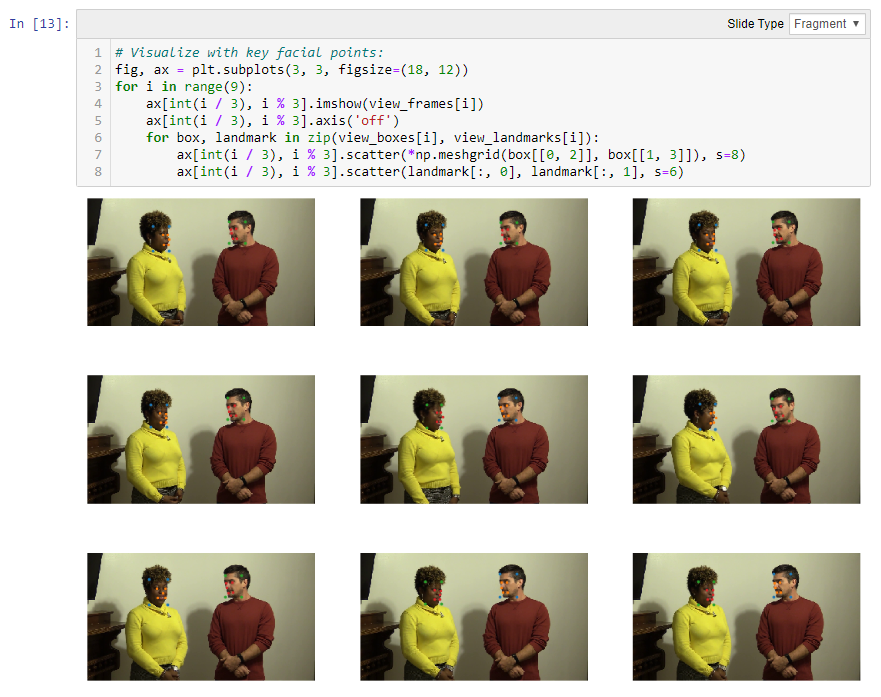 In [13]:
Slide Type Fragment ▼
1 # Visualize with key facial points:
2 fig, ax = plt.subplots(3, 3, figsize=(18, 12))
3 for i in range(9):
4     ax[int(i / 3), i % 3].imshow(view_frames[i])
5     ax[int(i / 3), i % 3].axis('off')
6     for box, landmark in zip(view_boxes[i], view_landmarks[i]):
7         ax[int(i / 3), i % 3].scatter(*np.meshgrid(box[[0, 2]], box[[1, 3]]), s=8)
8         ax[int(i / 3), i % 3].scatter(landmark[:, 0], landmark[:, 1], s=6)